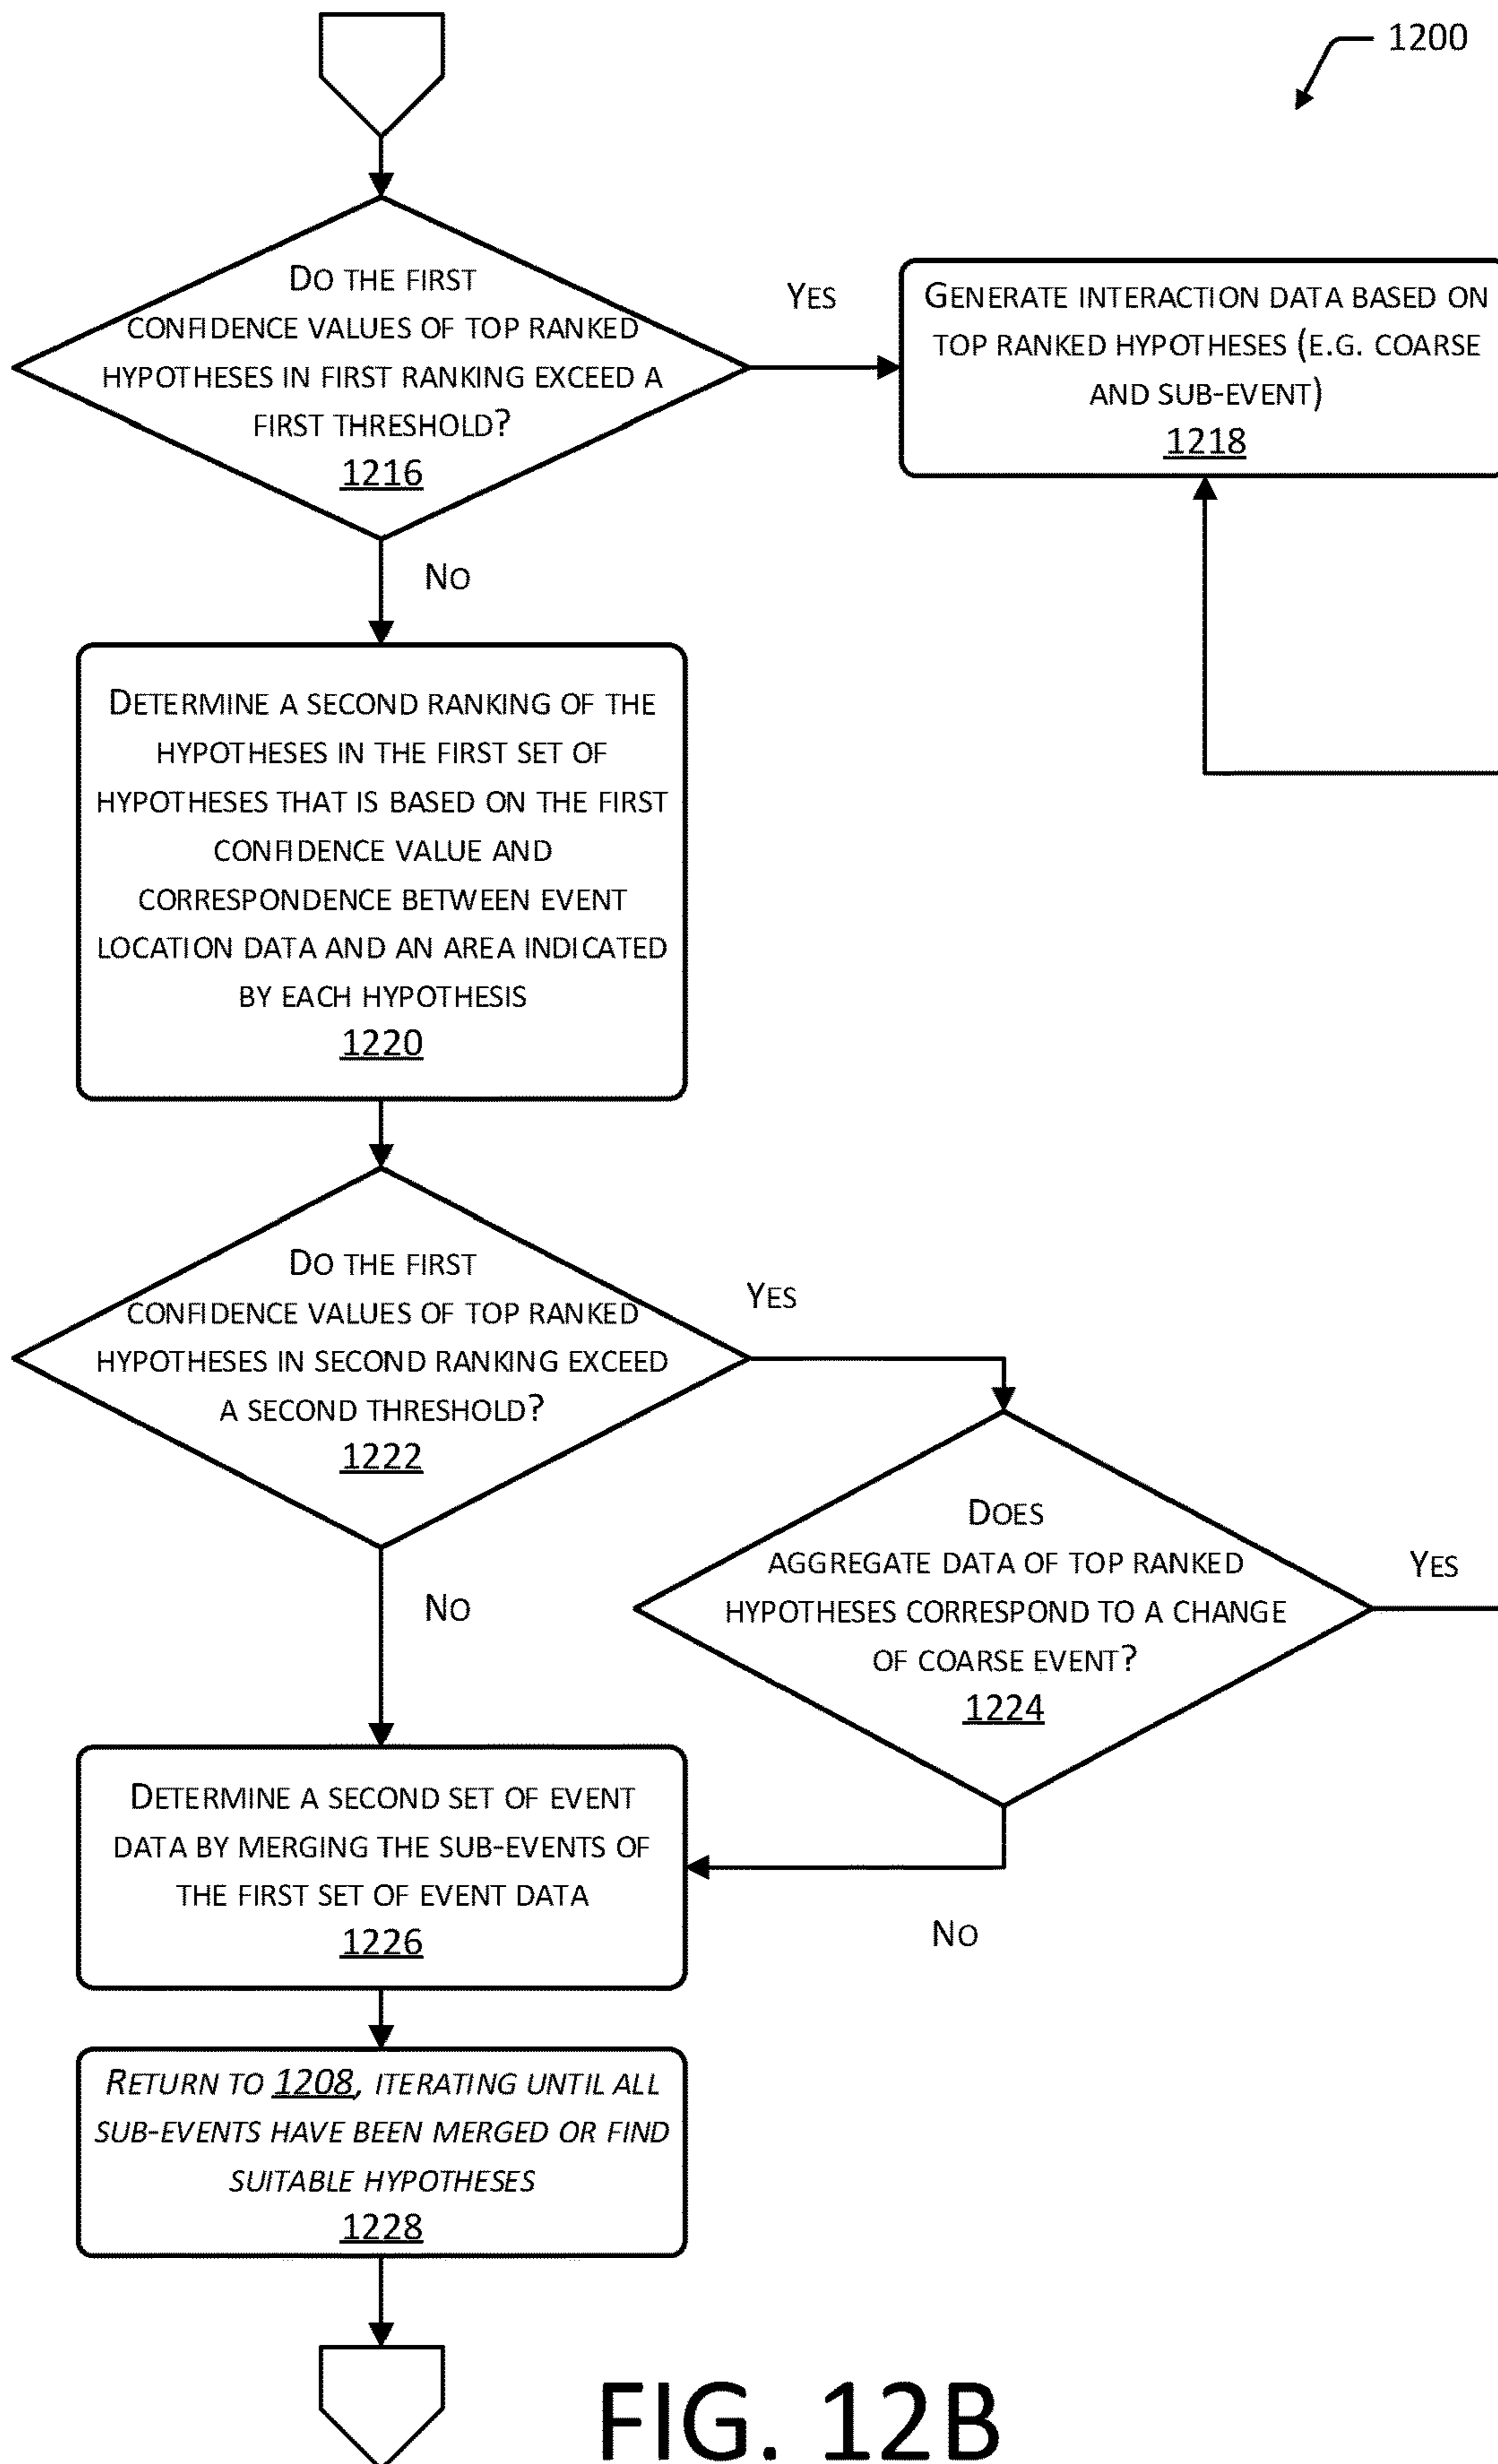 1200
Do the first
confidence values of top ranked
hypotheses in first ranking exceed a
first threshold?
1216
Yes
Generate interaction data based on
top ranked hypotheses (e.g. coarse
and sub-event)
1218
No
Determine a second ranking of the
hypotheses in the first set of
hypotheses that is based on the first
confidence value and
correspondence between event
location data and an area indicated
by each hypothesis
1220
Do the first
confidence values of top ranked
hypotheses in second ranking exceed
a second threshold?
1222
Yes
Does
aggregate data of top ranked
hypotheses correspond to a change
of coarse event?
1224
Yes
No
Determine a second set of event
data by merging the sub-events of
the first set of event data
1226
No
Return to 1208, iterating until all
sub-events have been merged or find
suitable hypotheses
1228
FIG. 12B